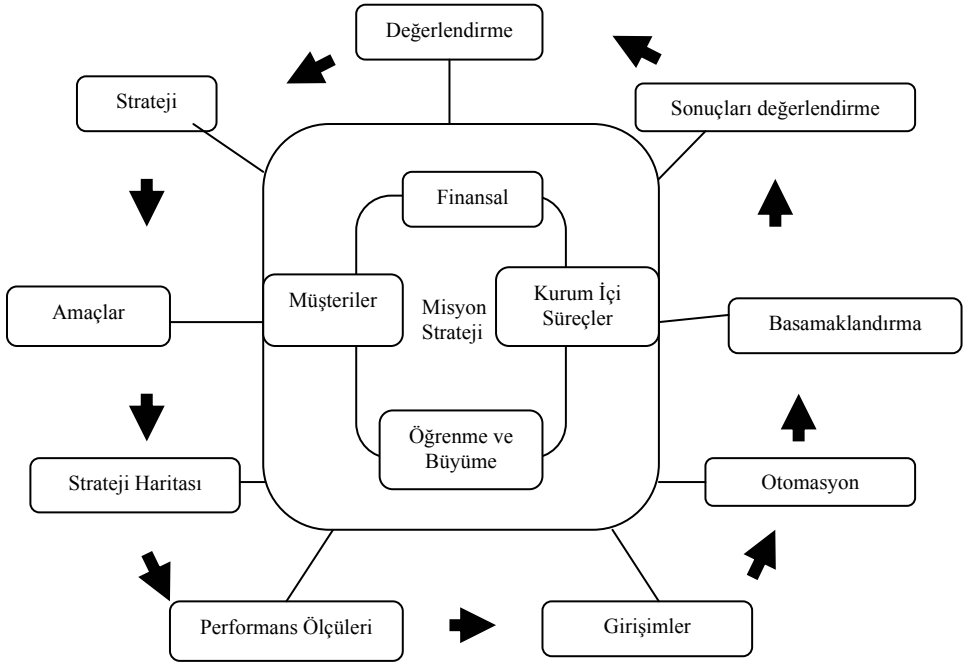 Değerlendirme
Strateji
Sonuçları değerlendirme
Finansal
Amaçlar
Müşteriler
Misyon
Strateji
Kurum İçi
Süreçler
Basamaklandırma
Öğrenme ve
Büyüme
Strateji Haritası
Otomasyon
Performans Ölçüleri
Girişimler